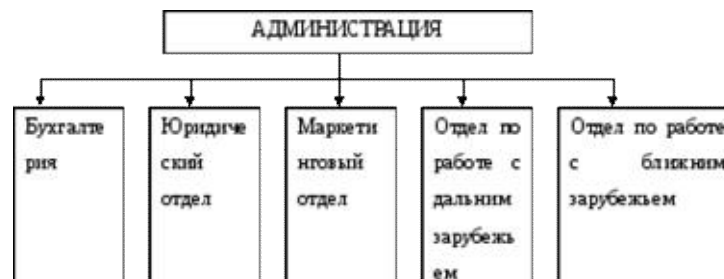 АДМИНИСТРАЦИЯ
Бухгалте
рия
Юридиче
ский
отдел
Маркети
нговый
отдел
Отдел по
работе с
дальним
зарубежь
ем
Отдел по работе
с ближним
зарубежьем